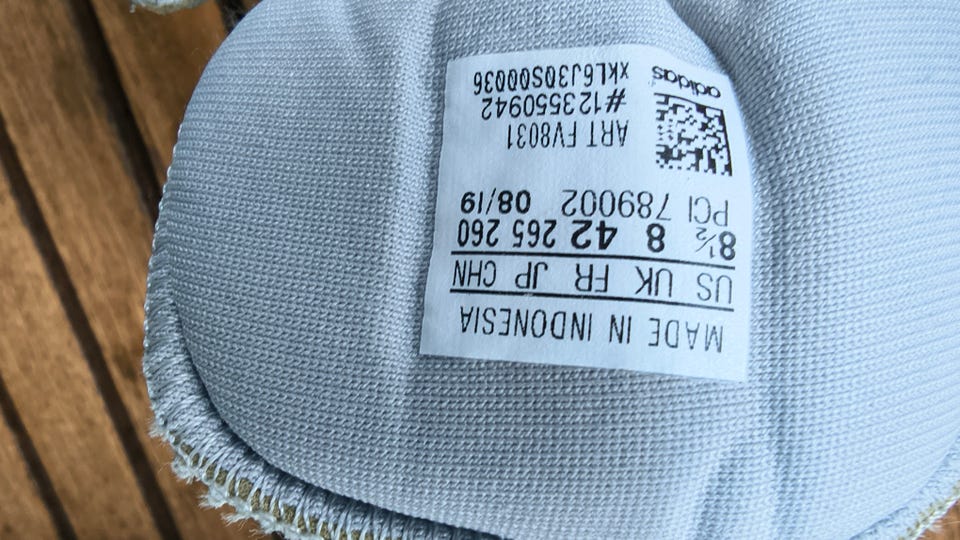 MADE IN INDONESIA
US UK FR JP CHN
8½ 8 42 265 260
PCI 789002 08/19
ART FV8031
#123550942
xKL6J30S00036
adidas